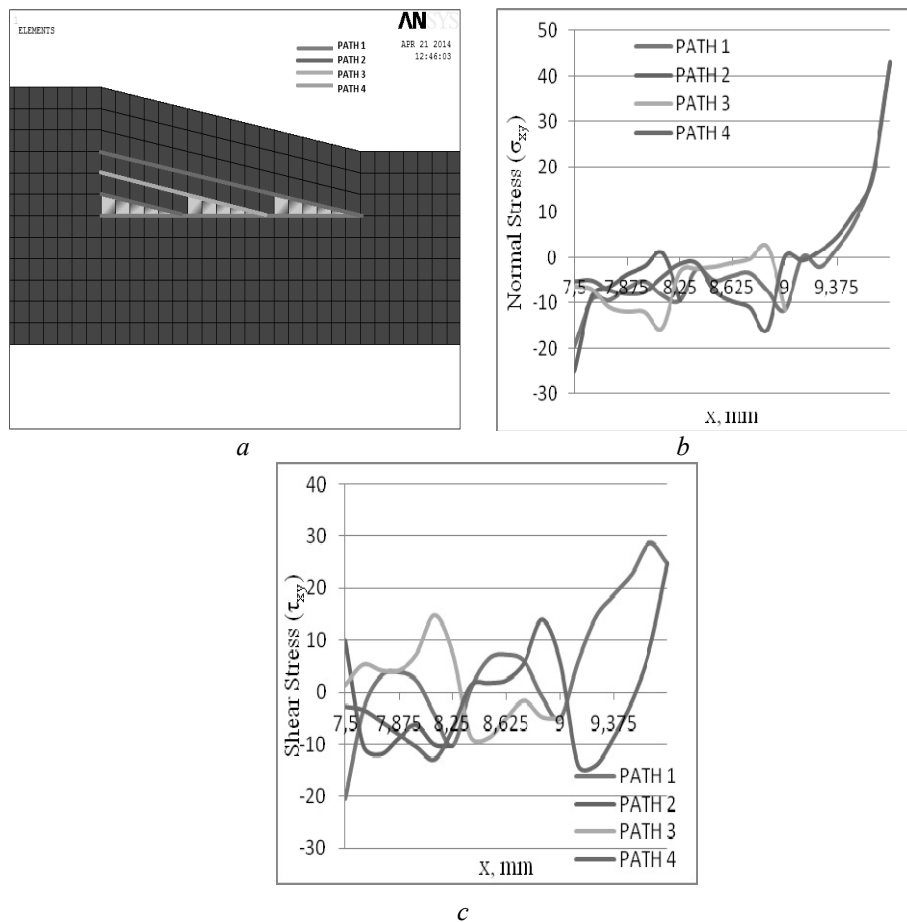 1
ELEMENTS
ANSYS
APR 21 2014
12:46:03
PATH 1
PATH 2
PATH 3
PATH 4
a
50
40
30
20
10
0
-10
-20
-30
Normal Stress (σxy)
7,5 7,875 8,25 8,625 9 9,375
x, mm
PATH 1
PATH 2
PATH 3
PATH 4
b
40
30
20
10
0
-10
-20
-30
Shear Stress (τxy)
7,5 7,875 8,25 8,625 9 9,375
x, mm
PATH 1
PATH 2
PATH 3
PATH 4
c